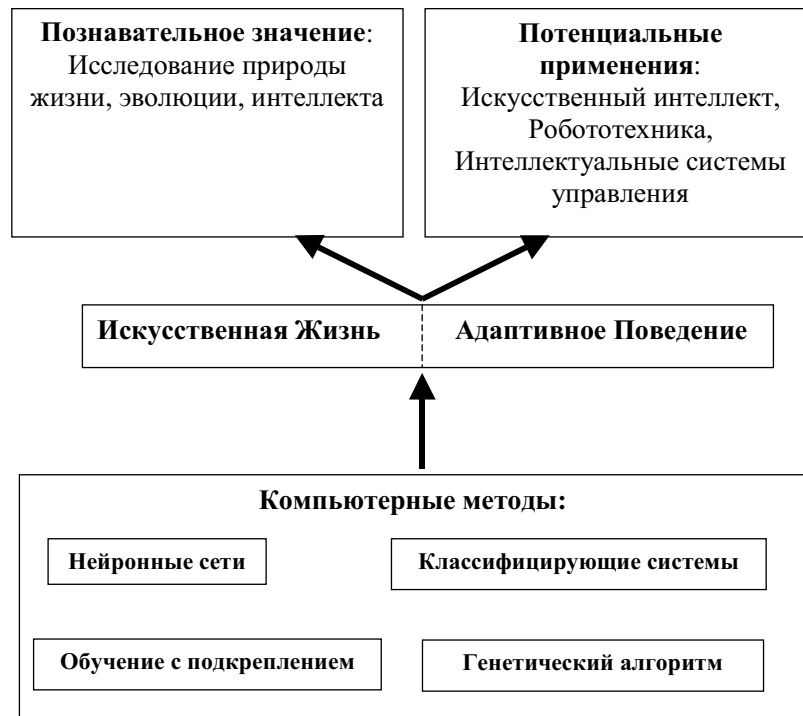 Познавательное значение:
Исследование природы
жизни, эволюции, интеллекта
Потенциальные
применения:
Искусственный интеллект,
Робототехника,
Интеллектуальные системы
управления
Искусственная Жизнь
Адаптивное Поведение
Компьютерные методы:
Нейронные сети
Классифицирующие системы
Обучение с подкреплением
Генетический алгоритм